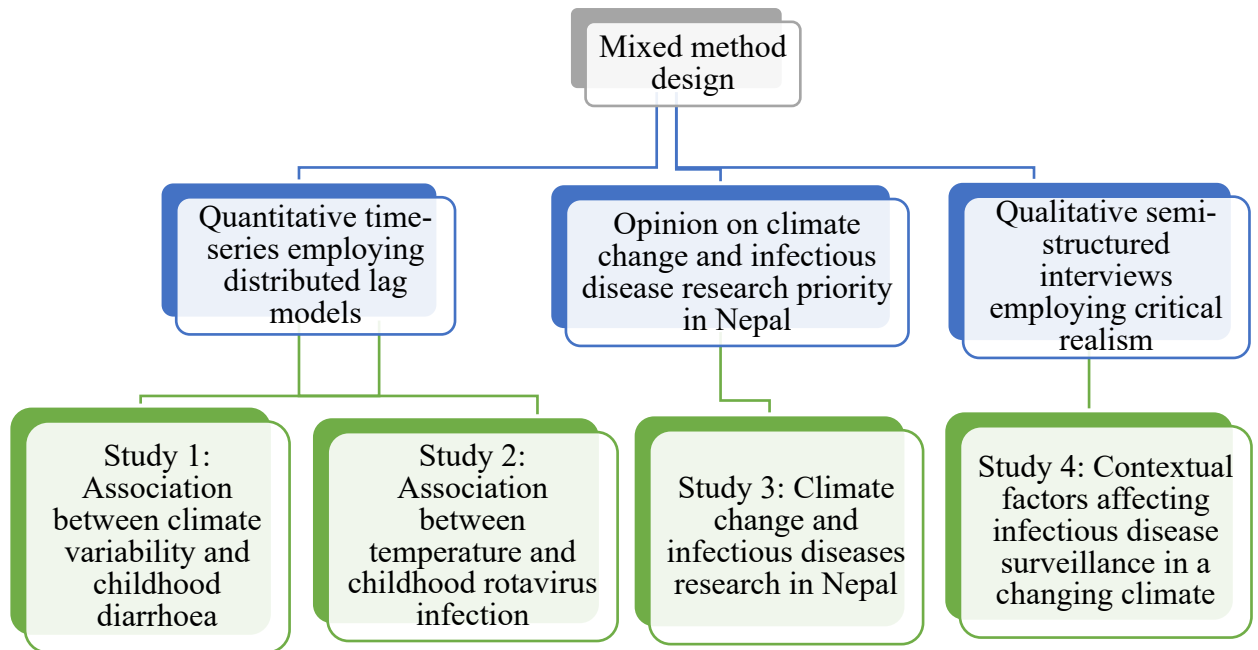 Mixed method
design
Quantitative time-
series employing
distributed lag
models
Opinion on climate
change and infectious
disease research priority
in Nepal
Qualitative semi-
structured
interviews
employing critical
realism
Study 1:
Association
between climate
variability and
childhood
diarrhoea
Study 2:
Association
between
temperature and
childhood rotavirus
infection
Study 3: Climate
change and
infectious diseases
research in Nepal
Study 4: Contextual
factors affecting
infectious disease
surveillance in a
changing climate